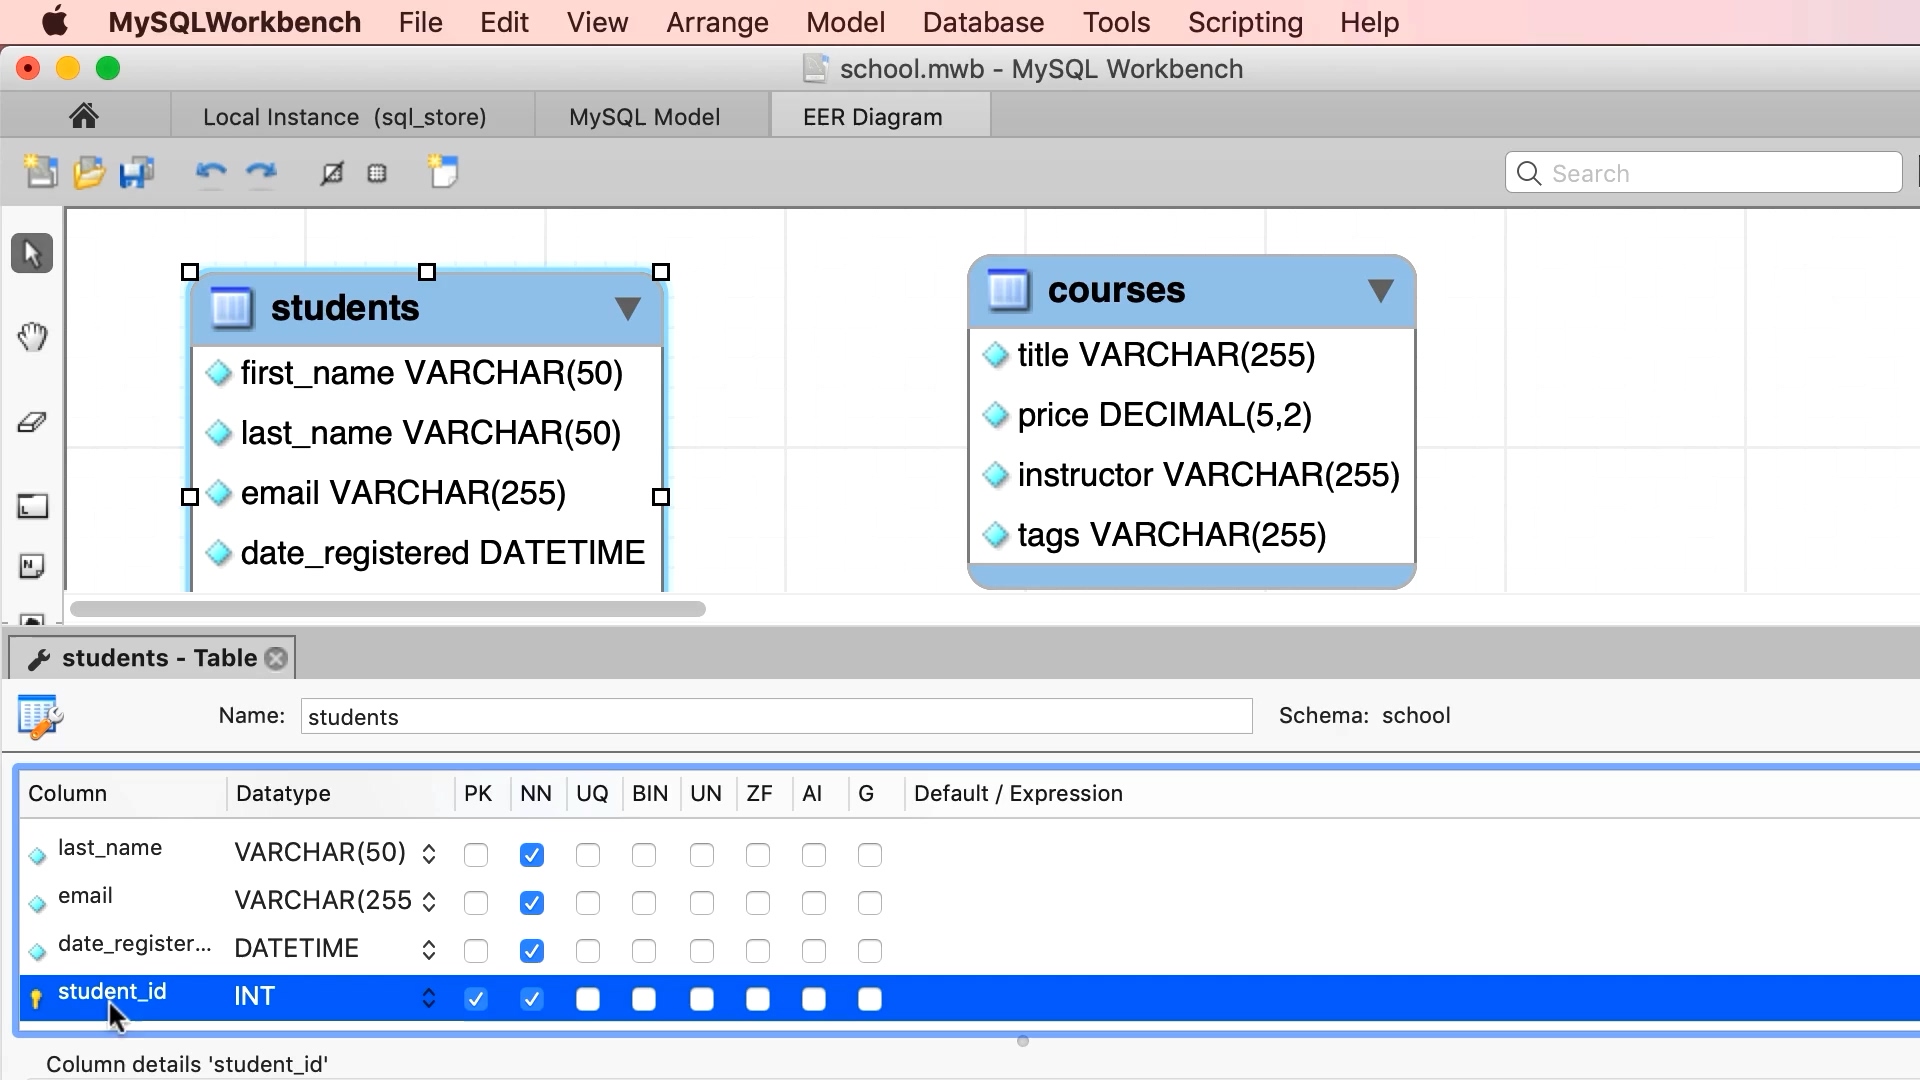 MySQLWorkbench File Edit View Arrange Model Database Tools Scripting Help
school.mwb - MySQL Workbench
Local Instance (sql_store) MySQL Model EER Diagram
Search
students
first_name VARCHAR(50)
last_name VARCHAR(50)
email VARCHAR(255)
date_registered DATETIME
courses
title VARCHAR(255)
price DECIMAL(5,2)
instructor VARCHAR(255)
tags VARCHAR(255)
students - Table
Name: students Schema: school
Column Datatype PK NN UQ BIN UN ZF AI G Default / Expression
last_name VARCHAR(50)
email VARCHAR(255
date_register... DATETIME
student_id INT
Column details 'student_id'